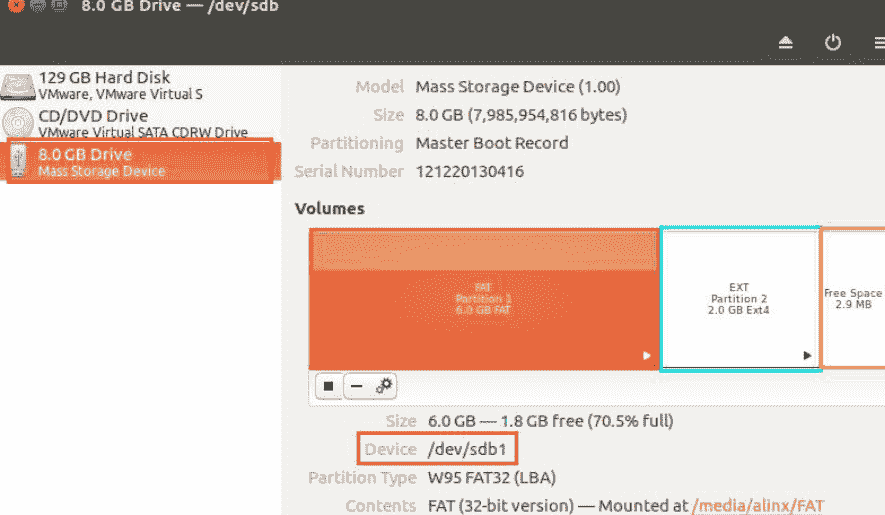 8.0 GB Drive — /dev/sdb
129 GB Hard Disk
VMware, VMware Virtual S
CD/DVD Drive
VMware Virtual SATA CDRW Drive
8.0 GB Drive
Mass Storage Device
Model Mass Storage Device (1.00)
Size 8.0 GB (7,985,954,816 bytes)
Partitioning Master Boot Record
Serial Number 121220130416
Volumes
FAT
Partition 1
6.0 GB FAT
EXT
Partition 2
2.0 GB Ext4
Free Space
2.9 MB
Size 6.0 GB — 1.8 GB free (70.5% full)
Device /dev/sdb1
Partition Type W95 FAT32 (LBA)
Contents FAT (32-bit version) — Mounted at /media/alinx/FAT